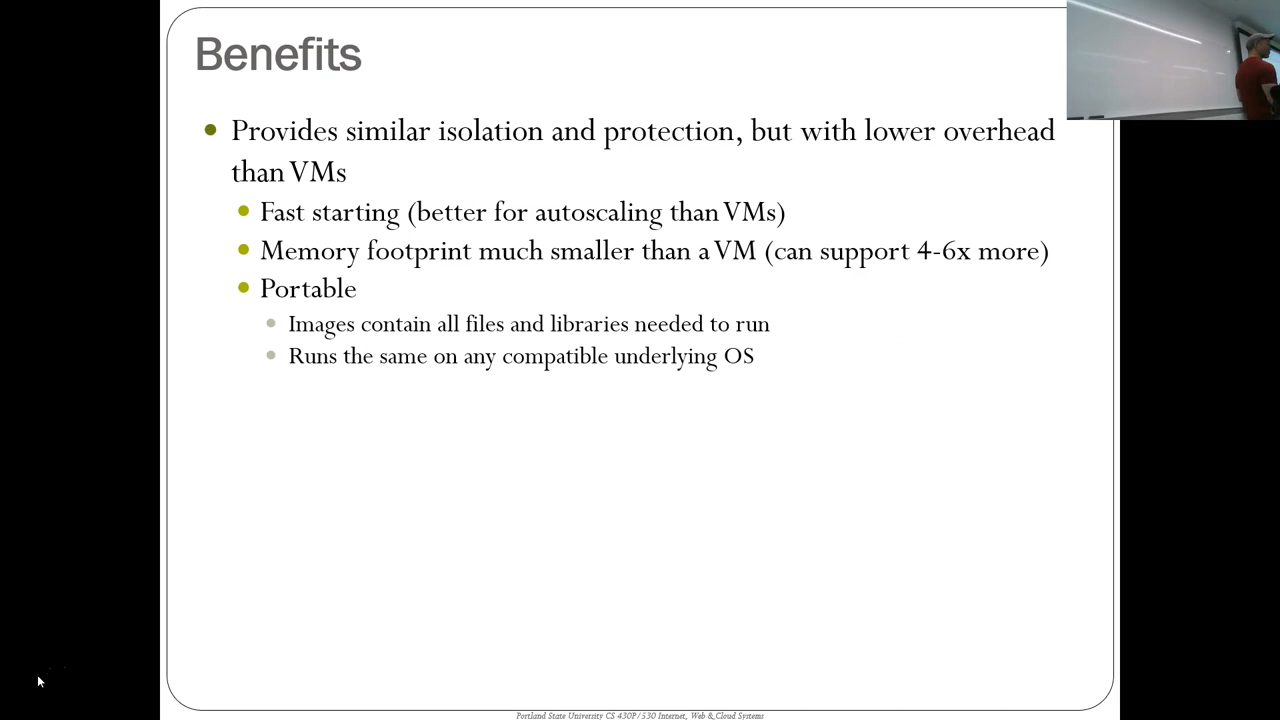 Benefits
Provides similar isolation and protection, but with lower overhead
than VMs
Fast starting (better for autoscaling than VMs)
Memory footprint much smaller than a VM (can support 4-6x more)
Portable
Images contain all files and libraries needed to run
Runs the same on any compatible underlying OS
Portland State University CS 430P/530 Internet, Web & Cloud Systems